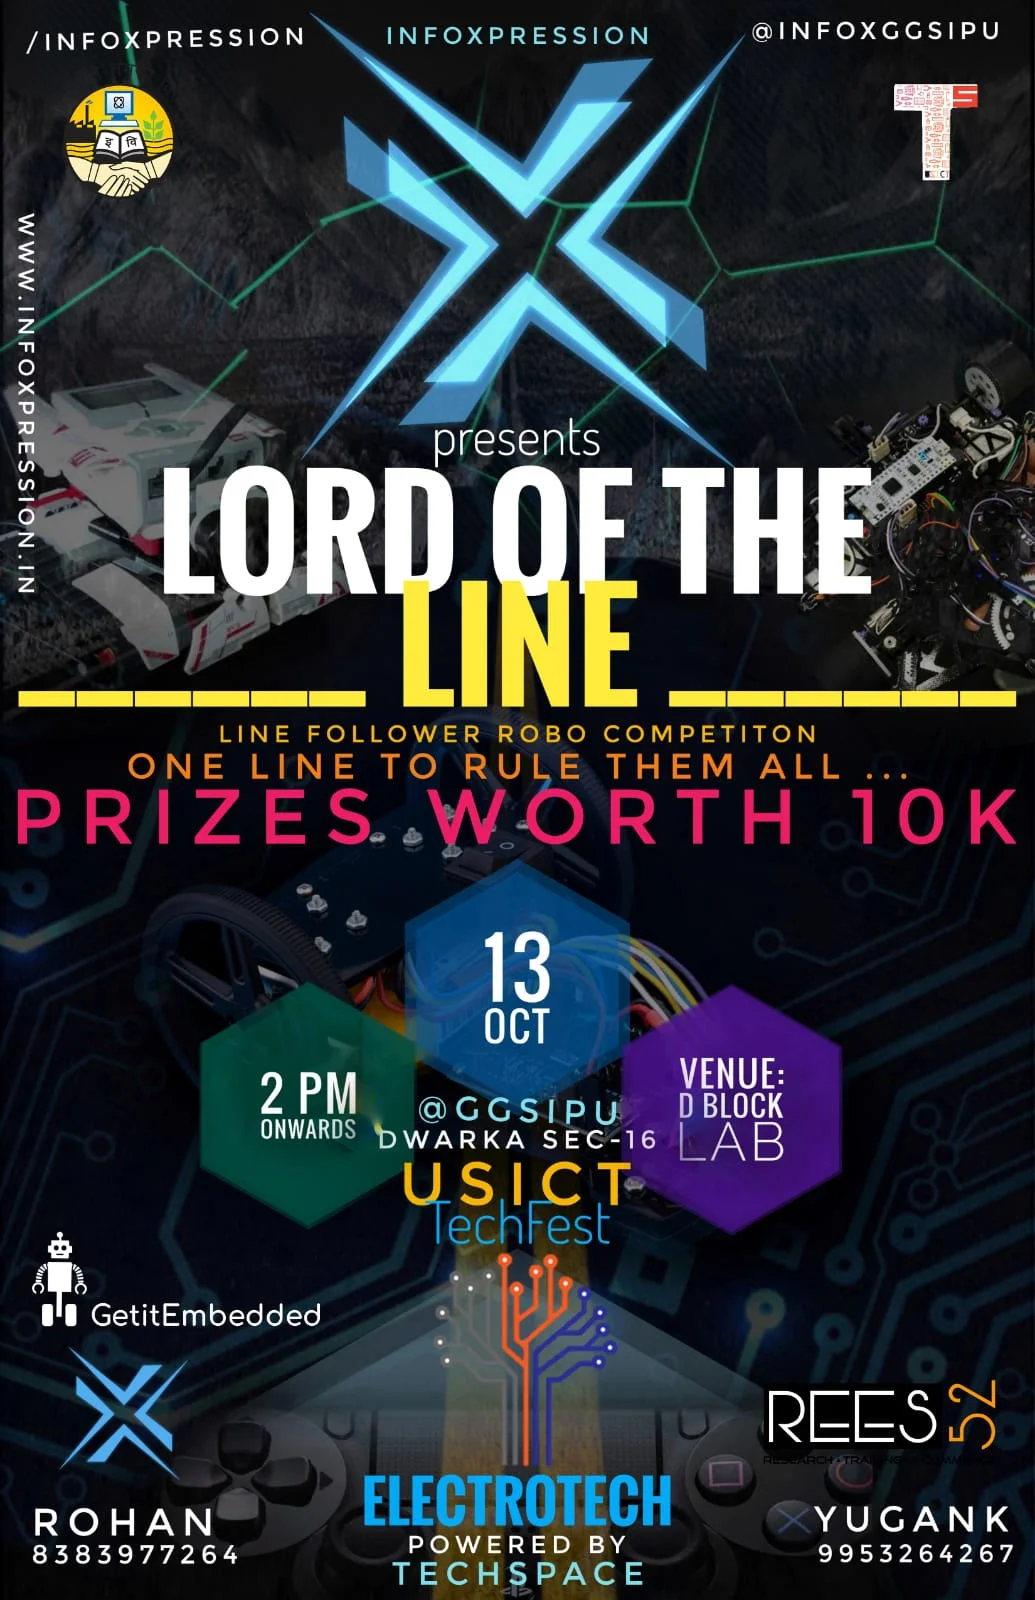 /INFOXPRESSION
INFOXPRESSION
@INFOXGGSIPU
इ वि
TS
WWW.INFOXPRESSION.IN
presents
LORD OF THE
LINE
LINE FOLLOWER ROBO COMPETITON
ONE LINE TO RULE THEM ALL ...
PRIZES WORTH 10K
13
OCT
2 PM
ONWARDS
VENUE:
D BLOCK
LAB
@GGSIPU
DWARKA SEC-16
USICT
TechFest
GetitEmbedded
REES52
ELECTROTECH
POWERED BY
TECHSPACE
ROHAN
8383977264
YUGANK
9953264267